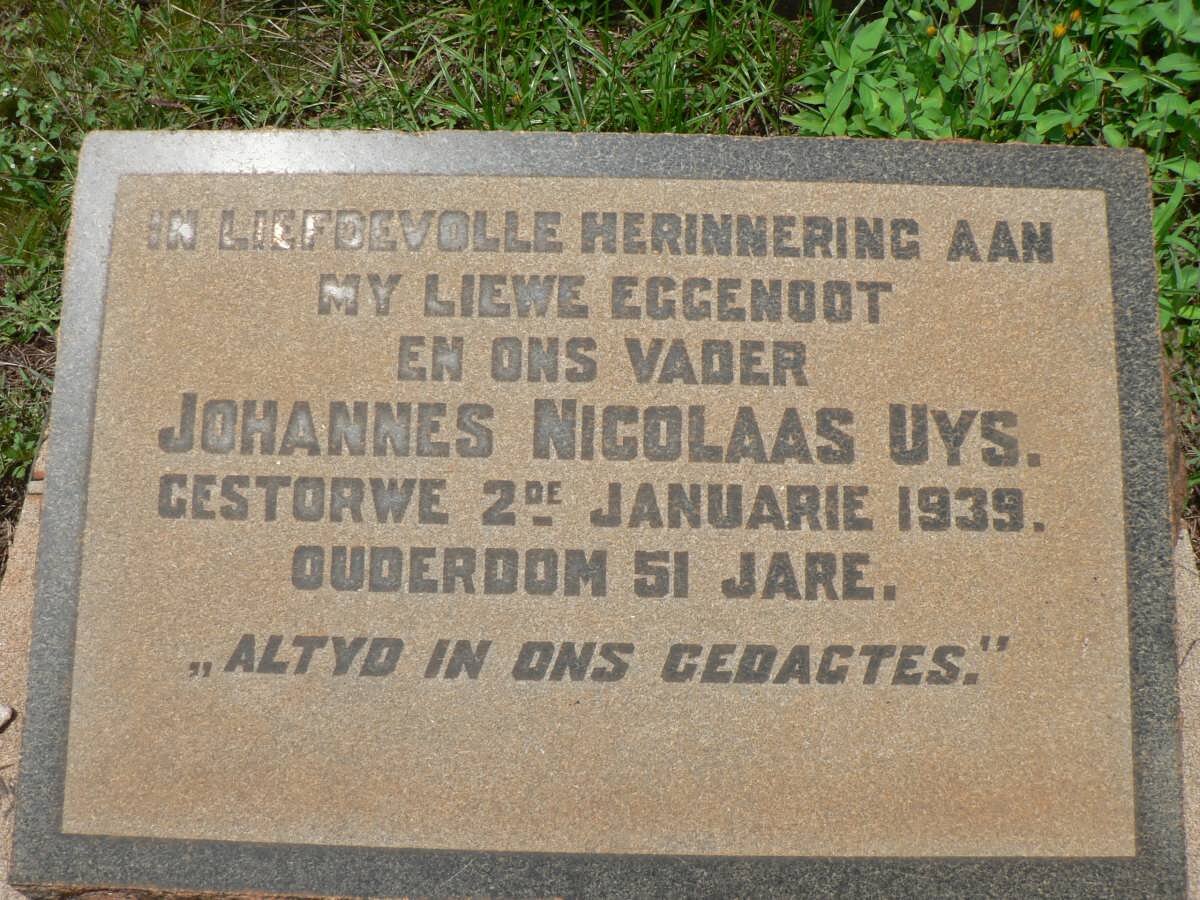 IN LIEFDEVOLLE HERINNERING AAN
MY LIEWE EGGENOOT
EN ONS VADER
JOHANNES NICOLAAS UYS.
GESTORWE 2DE JANUARIE 1939.
OUDERDOM 51 JARE.
„ALTYD IN ONS GEDAGTES.”